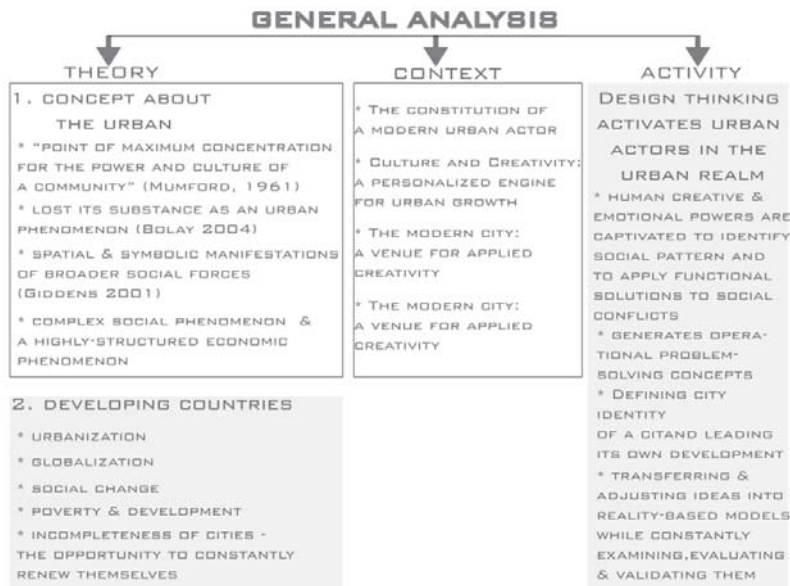 GENERAL ANALYSIS
THEORY
1. CONCEPT ABOUT
THE URBAN
* "POINT OF MAXIMUM CONCENTRATION
FOR THE POWER AND CULTURE OF
A COMMUNITY" (MUMFORD, 1961)
* LOST ITS SUBSTANCE AS AN URBAN
PHENOMENON (BOLAY 2004)
* SPATIAL & SYMBOLIC MANIFESTATIONS
OF BROADER SOCIAL FORCES
(GIDDENS 2001)
* COMPLEX SOCIAL PHENOMENON &
A HIGHLY-STRUCTURED ECONOMIC
PHENOMENON
2. DEVELOPING COUNTRIES
* URBANIZATION
* GLOBALIZATION
* SOCIAL CHANGE
* POVERTY & DEVELOPMENT
* INCOMPLETENESS OF CITIES -
THE OPPORTUNITY TO CONSTANTLY
RENEW THEMSELVES
CONTEXT
* THE CONSTITUTION OF
A MODERN URBAN ACTOR
* CULTURE AND CREATIVITY:
A PERSONALIZED ENGINE
FOR URBAN GROWTH
* THE MODERN CITY:
A VENUE FOR APPLIED
CREATIVITY
* THE MODERN CITY:
A VENUE FOR APPLIED
CREATIVITY
ACTIVITY
DESIGN THINKING
ACTIVATES URBAN
ACTORS IN THE
URBAN REALM
* HUMAN CREATIVE &
EMOTIONAL POWERS ARE
CAPTIVATED TO IDENTIFY
SOCIAL PATTERN AND
TO APPLY FUNCTIONAL
SOLUTIONS TO SOCIAL
CONFLICTS
* GENERATES OPERA-
TIONAL PROBLEM-
SOLVING CONCEPTS
* DEFINING CITY
IDENTITY
OF A CITAND LEADING
ITS OWN DEVELOPMENT
* TRANSFERRING &
ADJUSTING IDEAS INTO
REALITY-BASED MODELS
WHILE CONSTANTLY
EXAMINING,EVALUATING
& VALIDATING THEM